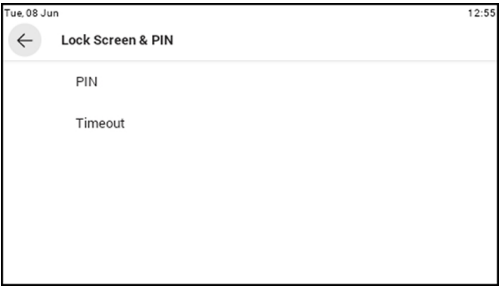 Tue, 08 Jun 12:55
Lock Screen & PIN
PIN
Timeout